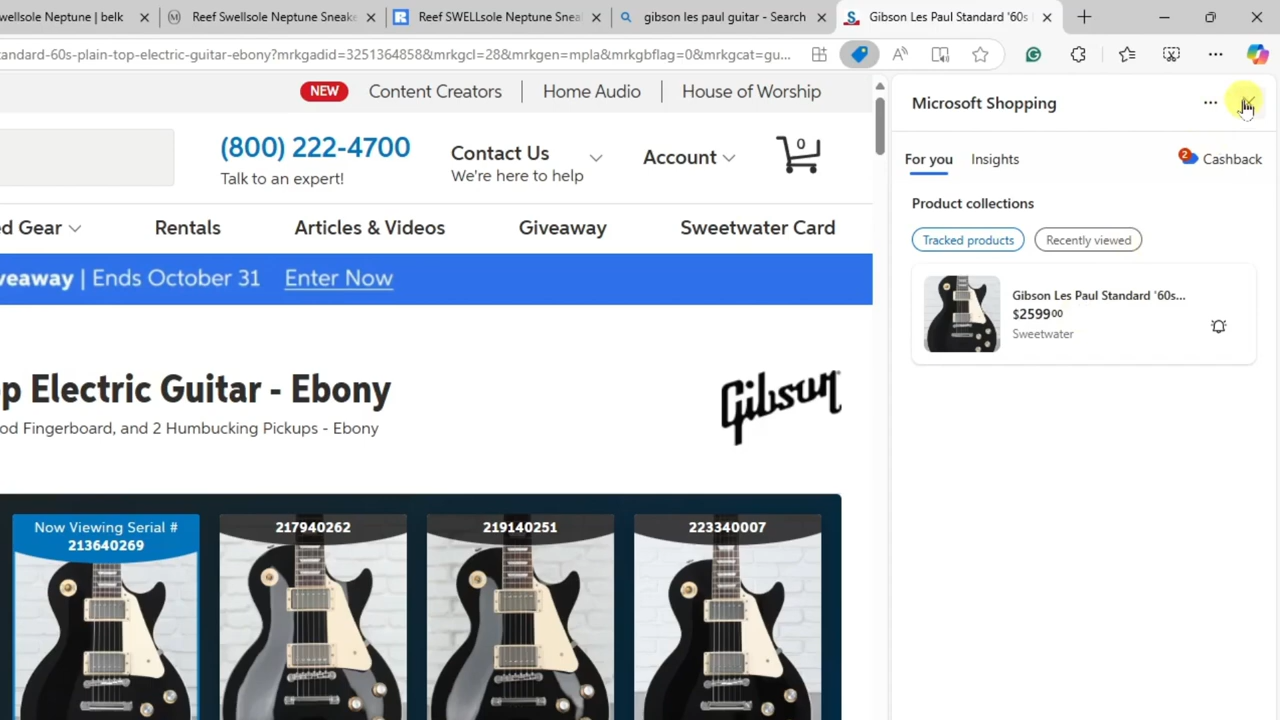 wellsole Neptune | belk
Reef Swellsole Neptune Sneake
Reef SWELLsole Neptune Snea
gibson les paul guitar - Search
Gibson Les Paul Standard '60s
andard-60s-plain-top-electric-guitar-ebony?mrkgadid=3251364858&mrkgcl=28&mrkgen=mpla&mrkgbflag=0&mrkgcat=gu...
NEW Content Creators | Home Audio | House of Worship
(800) 222-4700
Talk to an expert!
Contact Us
We're here to help
Account
0
ed Gear
Rentals
Articles & Videos
Giveaway
Sweetwater Card
veaway | Ends October 31 Enter Now
p Electric Guitar - Ebony
od Fingerboard, and 2 Humbucking Pickups - Ebony
Gibson
Now Viewing Serial #
213640269
217940262
219140251
223340007
Microsoft Shopping
For you
Insights
2
Cashback
Product collections
Tracked products
Recently viewed
Gibson Les Paul Standard '60s...
$259900
Sweetwater